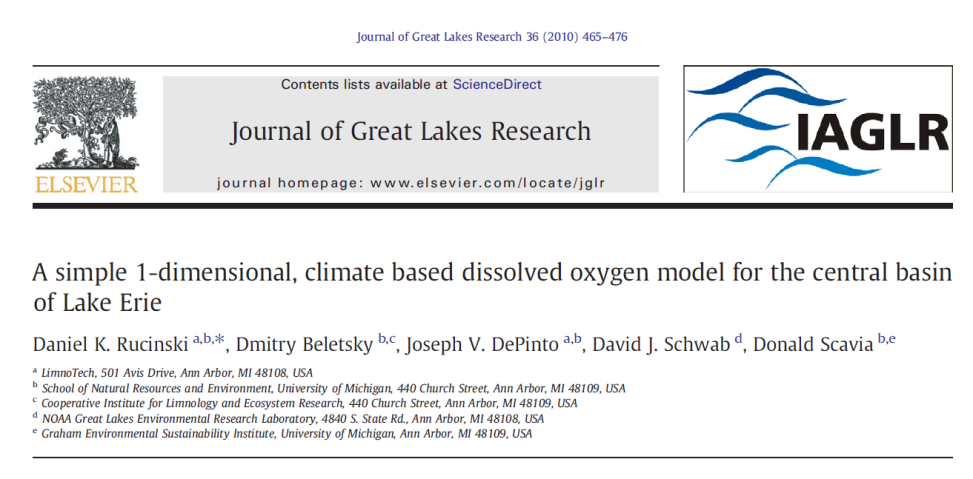 Journal of Great Lakes Research 36 (2010) 465–476
Contents lists available at ScienceDirect
Journal of Great Lakes Research
journal homepage: www.elsevier.com/locate/jglr
ELSEVIER
IAGLR
A simple 1-dimensional, climate based dissolved oxygen model for the central basin
of Lake Erie
Daniel K. Rucinski a,b,*, Dmitry Beletsky b,c, Joseph V. DePinto a,b, David J. Schwab d, Donald Scavia b,e
a LimnoTech, 501 Avis Drive, Ann Arbor, MI 48108, USA
b School of Natural Resources and Environment, University of Michigan, 440 Church Street, Ann Arbor, MI 48109, USA
c Cooperative Institute for Limnology and Ecosystem Research, 440 Church Street, Ann Arbor, MI 48109, USA
d NOAA Great Lakes Environmental Research Laboratory, 4840 S. State Rd., Ann Arbor, MI 48108, USA
e Graham Environmental Sustainability Institute, University of Michigan, Ann Arbor, MI 48109, USA